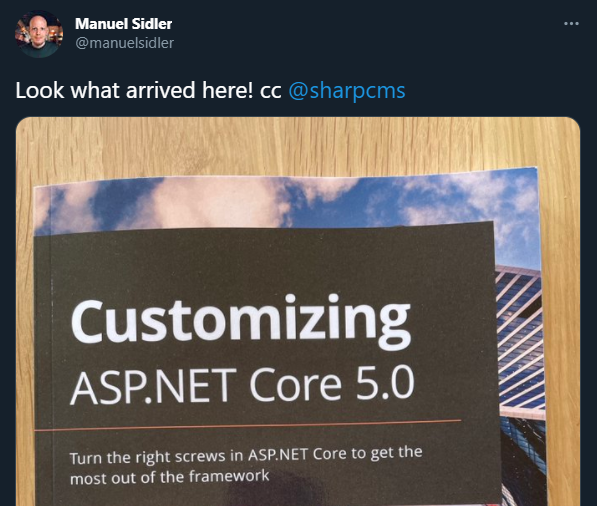 Manuel Sidler
@manuelsidler
Look what arrived here! cc @sharpcms
Customizing
ASP.NET Core 5.0
Turn the right screws in ASP.NET Core to get the
most out of the framework